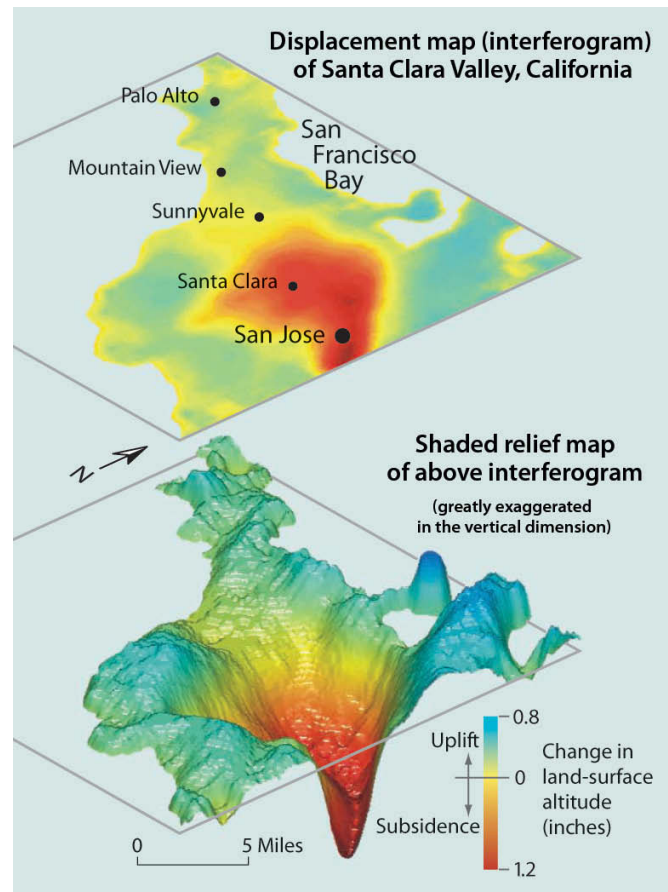 Displacement map (interferogram)
of Santa Clara Valley, California
Palo Alto
San
Francisco
Bay
Mountain View
Sunnyvale
Santa Clara
San Jose
N
Shaded relief map
of above interferogram
(greatly exaggerated
in the vertical dimension)
0.8
Uplift
Change in
0
land-surface
altitude
Subsidence
(inches)
0
5 Miles
1.2